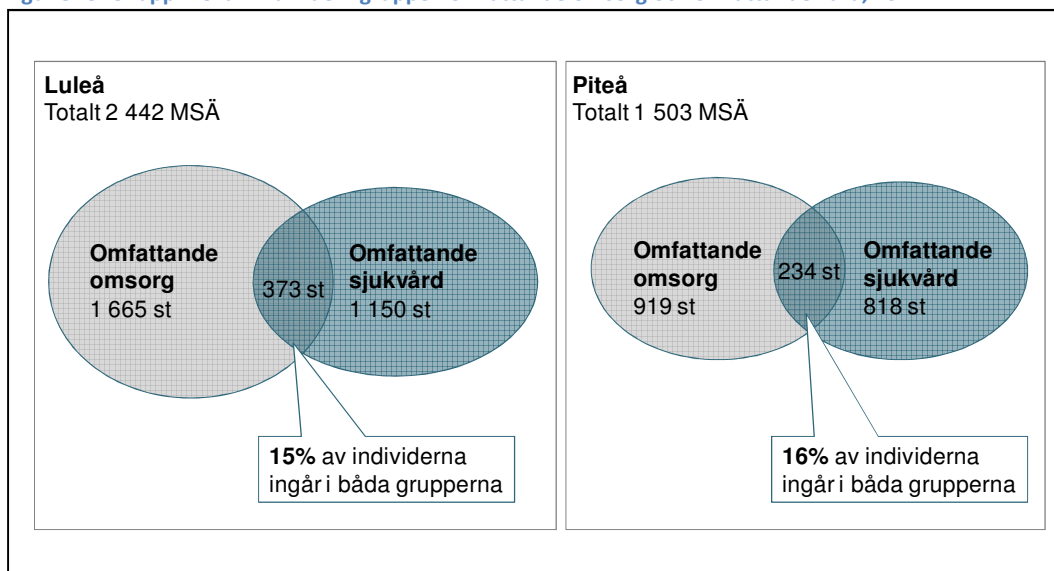 Luleå
Totalt 2 442 MSÄ
Omfattande
omsorg
1 665 st
373 st
Omfattande
sjukvård
1 150 st
15% av individerna
ingår i båda grupperna
Piteå
Totalt 1 503 MSÄ
Omfattande
omsorg
919 st
234 st
Omfattande
sjukvård
818 st
16% av individerna
ingår i båda grupperna